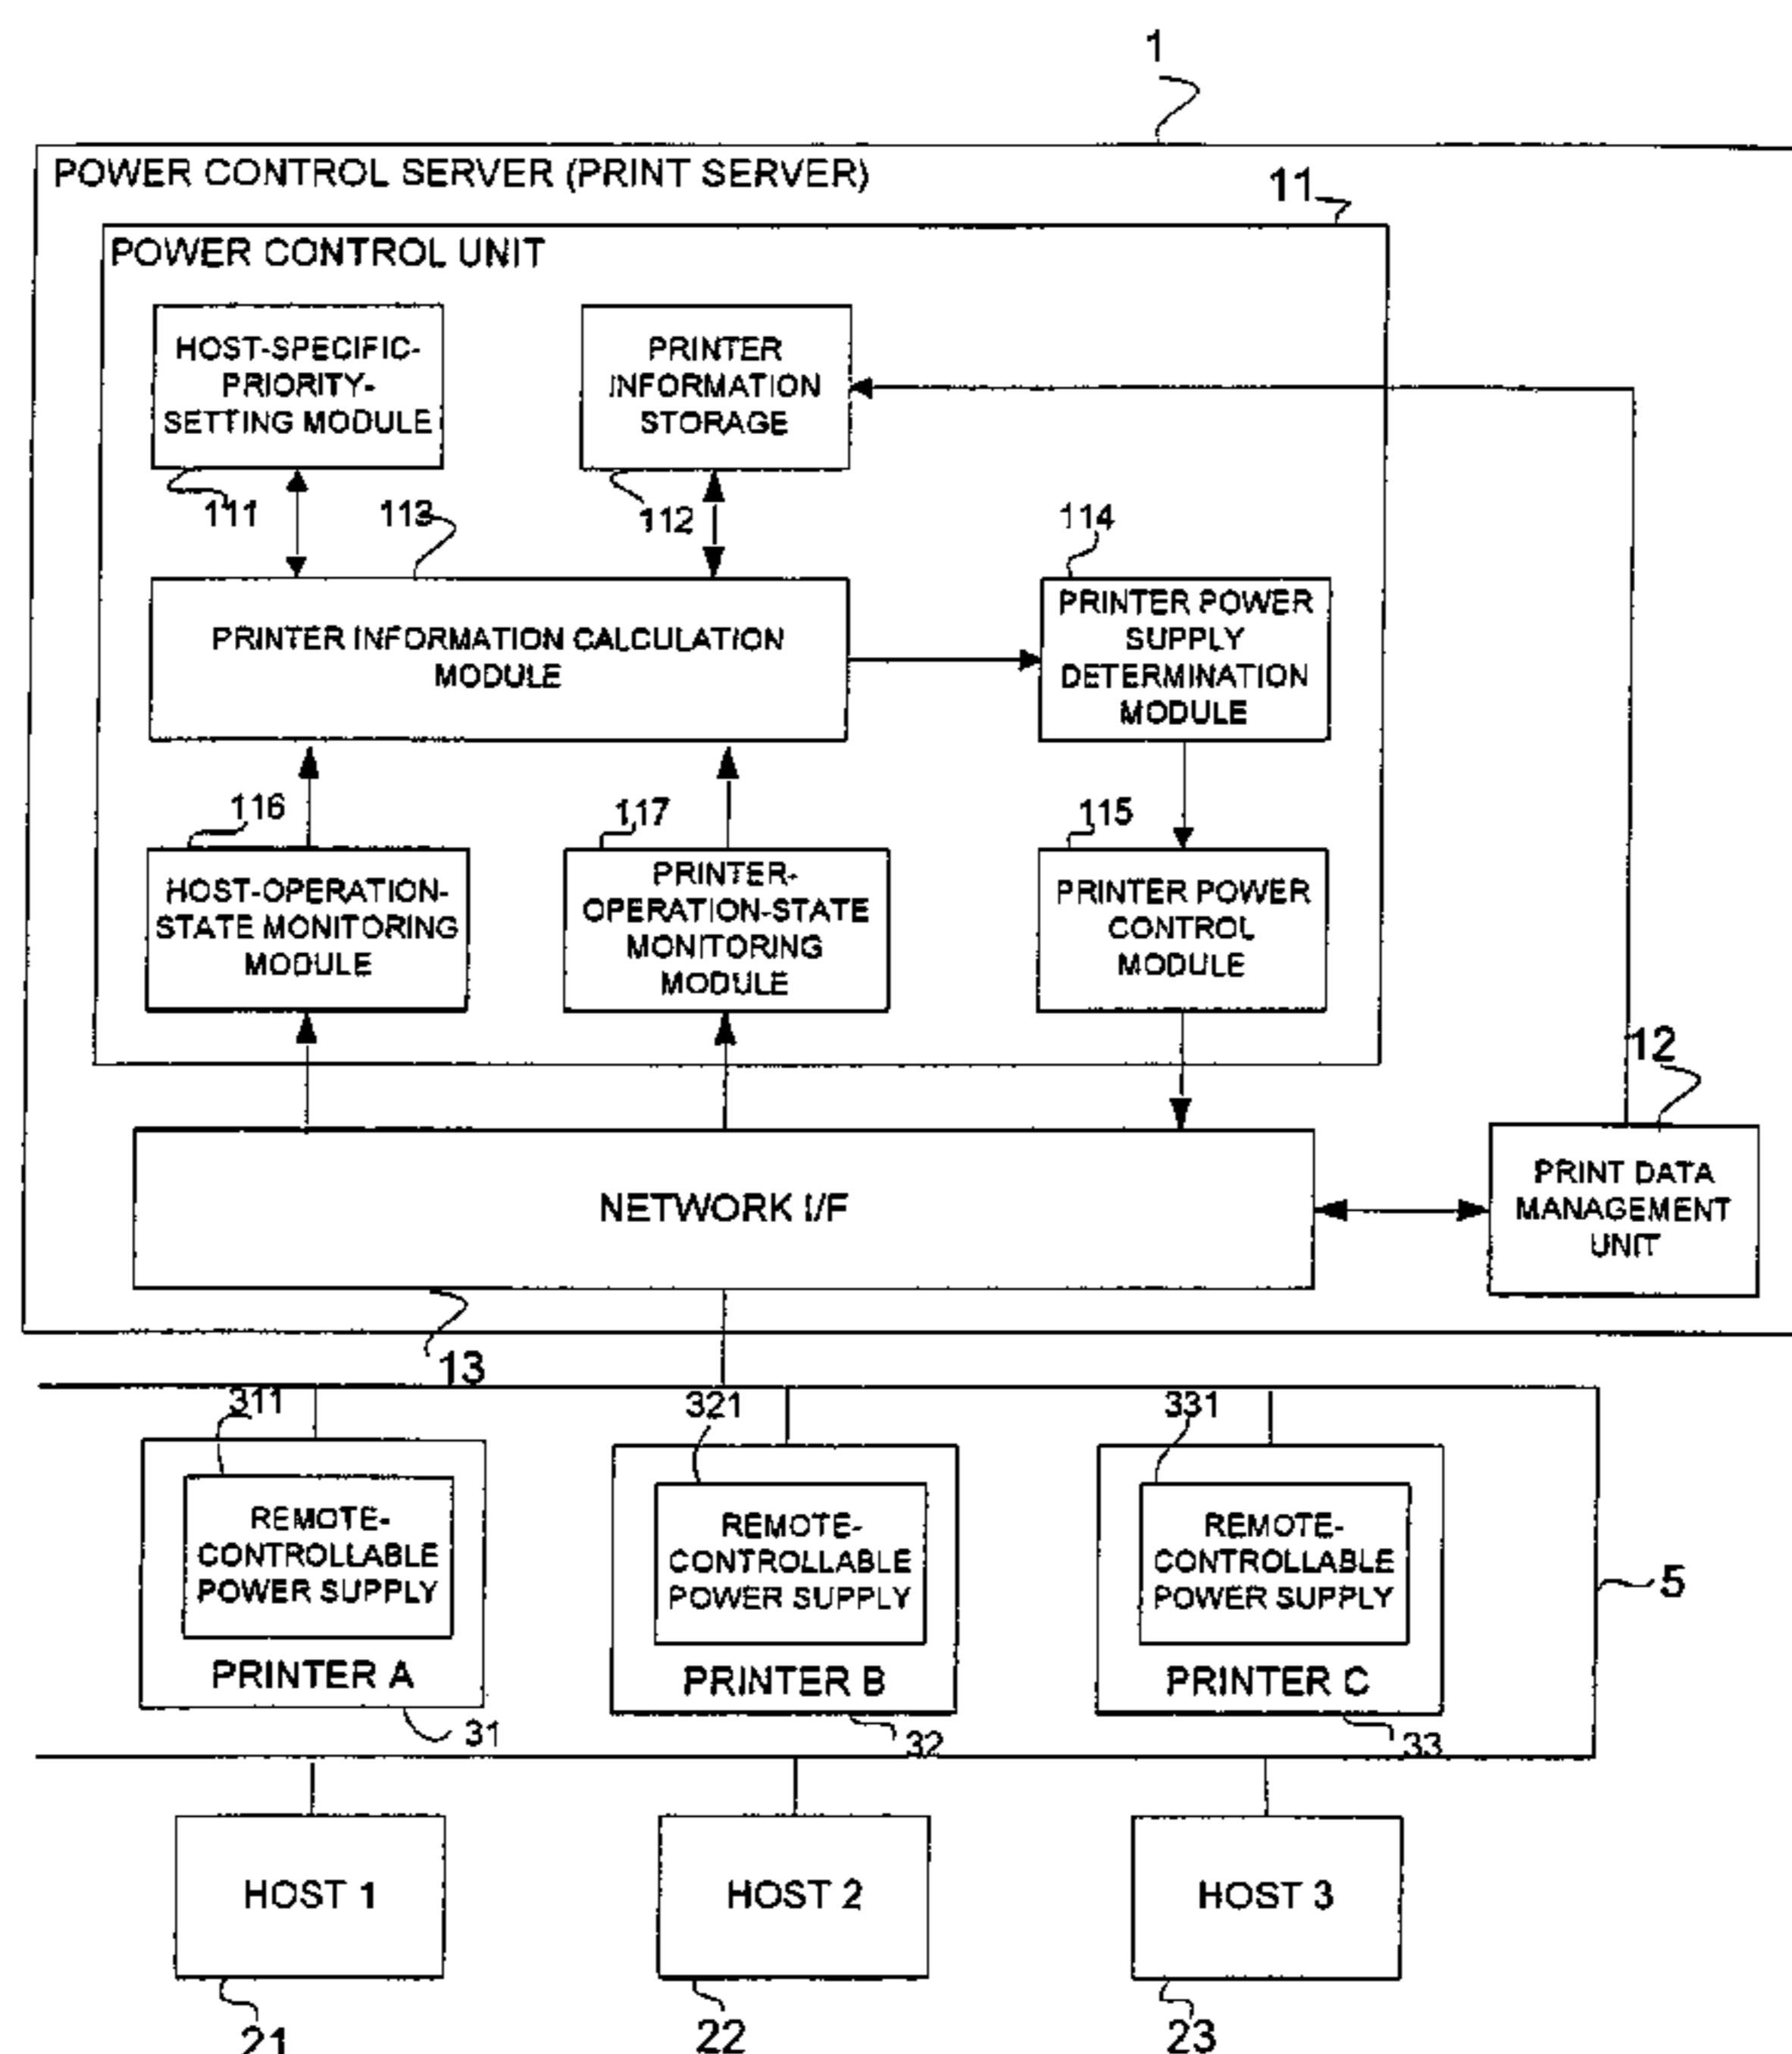 1
POWER CONTROL SERVER (PRINT SERVER)
11
POWER CONTROL UNIT
HOST-SPECIFIC-
PRIORITY-
SETTING MODULE
PRINTER
INFORMATION
STORAGE
111
113
112
114
PRINTER INFORMATION CALCULATION
MODULE
PRINTER POWER
SUPPLY
DETERMINATION
MODULE
116
117
115
HOST-OPERATION-
STATE MONITORING
MODULE
PRINTER-
OPERATION-STATE
MONITORING
MODULE
PRINTER POWER
CONTROL
MODULE
12
NETWORK I/F
PRINT DATA
MANAGEMENT
UNIT
13
311
321
331
REMOTE-
CONTROLLABLE
POWER SUPPLY
PRINTER A
31
REMOTE-
CONTROLLABLE
POWER SUPPLY
PRINTER B
32
REMOTE-
CONTROLLABLE
POWER SUPPLY
PRINTER C
33
5
HOST 1
HOST 2
HOST 3
21
22
23